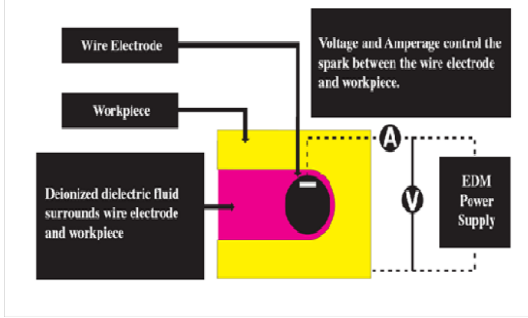 Wire Electrode
Voltage and Amperage control the
spark between the wire electrode
and workpiece.
Workpiece
A
Deionized dielectric fluid
surrounds wire electrode
and workpiece
V
EDM
Power
Supply